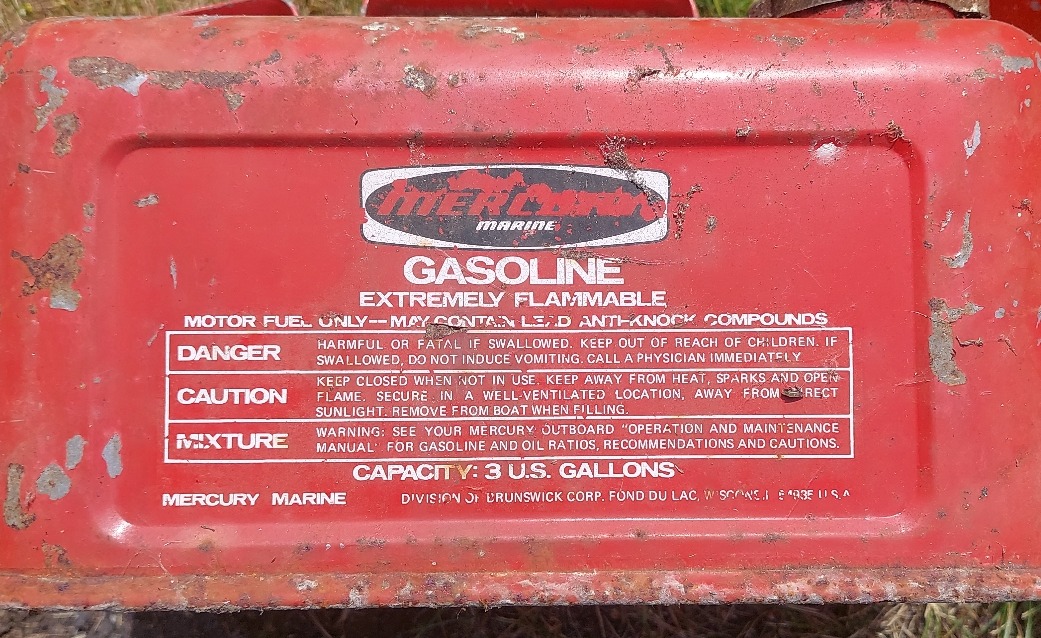 MERCURY
MARINE
GASOLINE
EXTREMELY FLAMMABLE
MOTOR FUEL ONLY—MAY CONTAIN LEAD ANTI-KNOCK COMPOUNDS
DANGER
HARMFUL OR FATAL IF SWALLOWED. KEEP OUT OF REACH OF CHILDREN. IF
SWALLOWED, DO NOT INDUCE VOMITING. CALL A PHYSICIAN IMMEDIATELY
CAUTION
KEEP CLOSED WHEN NOT IN USE. KEEP AWAY FROM HEAT, SPARKS AND OPEN
FLAME. SECURE IN A WELL-VENTILATED LOCATION, AWAY FROM DIRECT
SUNLIGHT. REMOVE FROM BOAT WHEN FILLING.
MIXTURE
WARNING: SEE YOUR MERCURY OUTBOARD "OPERATION AND MAINTENANCE
MANUAL" FOR GASOLINE AND OIL RATIOS, RECOMMENDATIONS AND CAUTIONS.
CAPACITY: 3 U.S. GALLONS
MERCURY MARINE DIVISION OF BRUNSWICK CORP. FOND DU LAC, WISCONSIN 54935 U.S.A